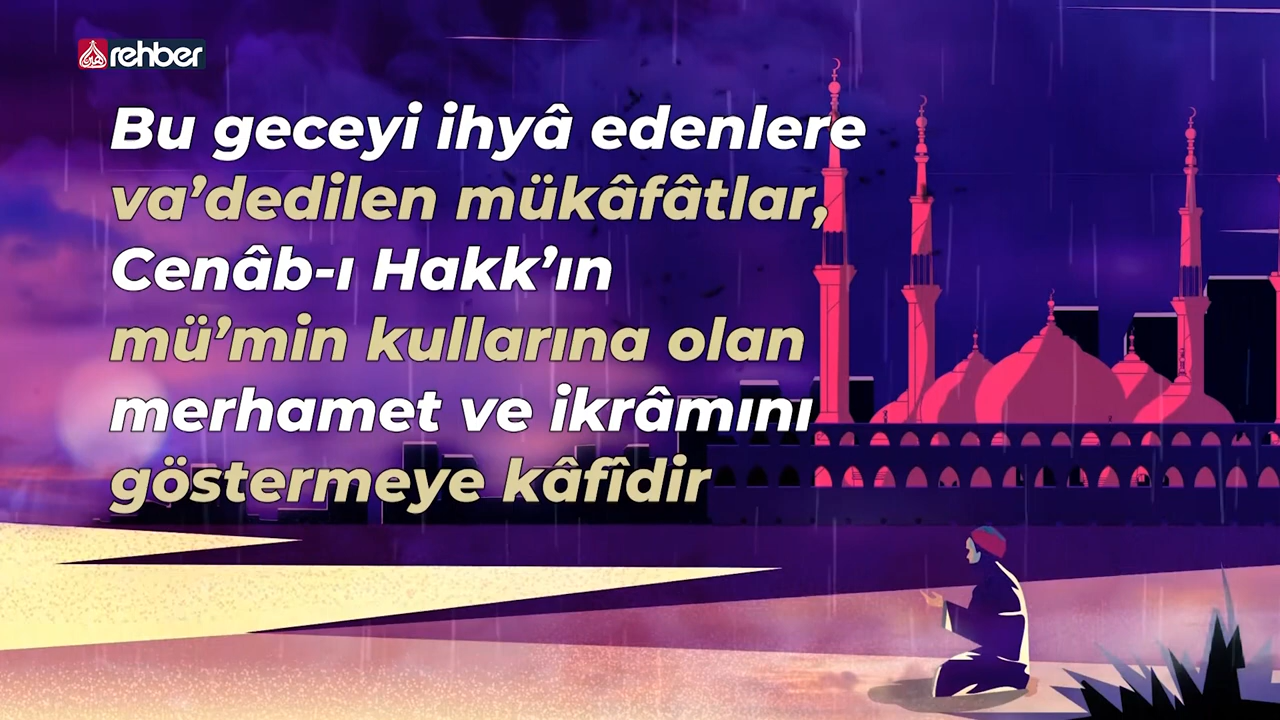 rehber
Bu geceyi ihyâ edenlere
va’dedilen mükâfâtlar,
Cenâb-ı Hakk’ın
mü’min kullarına olan
merhamet ve ikrâmını
göstermeye kâfîdir